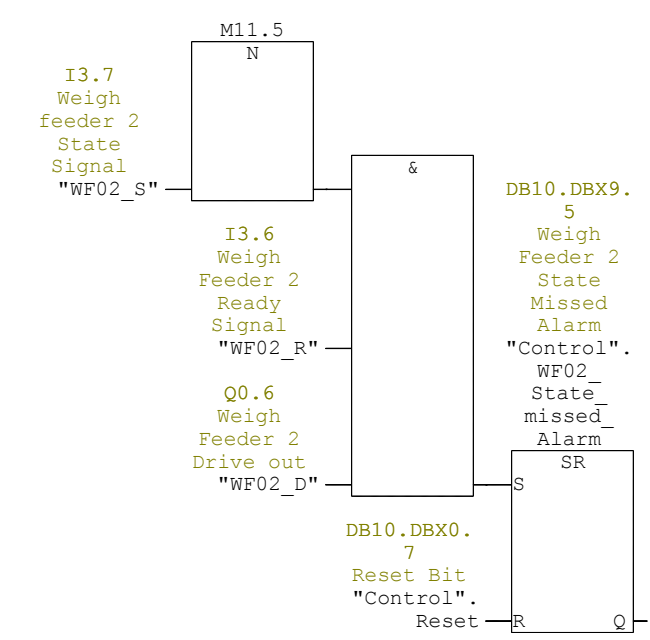 M11.5
N
I3.7
Weigh
feeder 2
State
Signal
"WF02_S"
&
I3.6
Weigh
Feeder 2
Ready
Signal
"WF02_R"
Q0.6
Weigh
Feeder 2
Drive out
"WF02_D"
DB10.DBX9.
5
Weigh
Feeder 2
State
Missed
Alarm
"Control".
WF02_
State_
missed_
Alarm
SR
S
DB10.DBX0.
7
Reset Bit
"Control".
Reset
R
Q